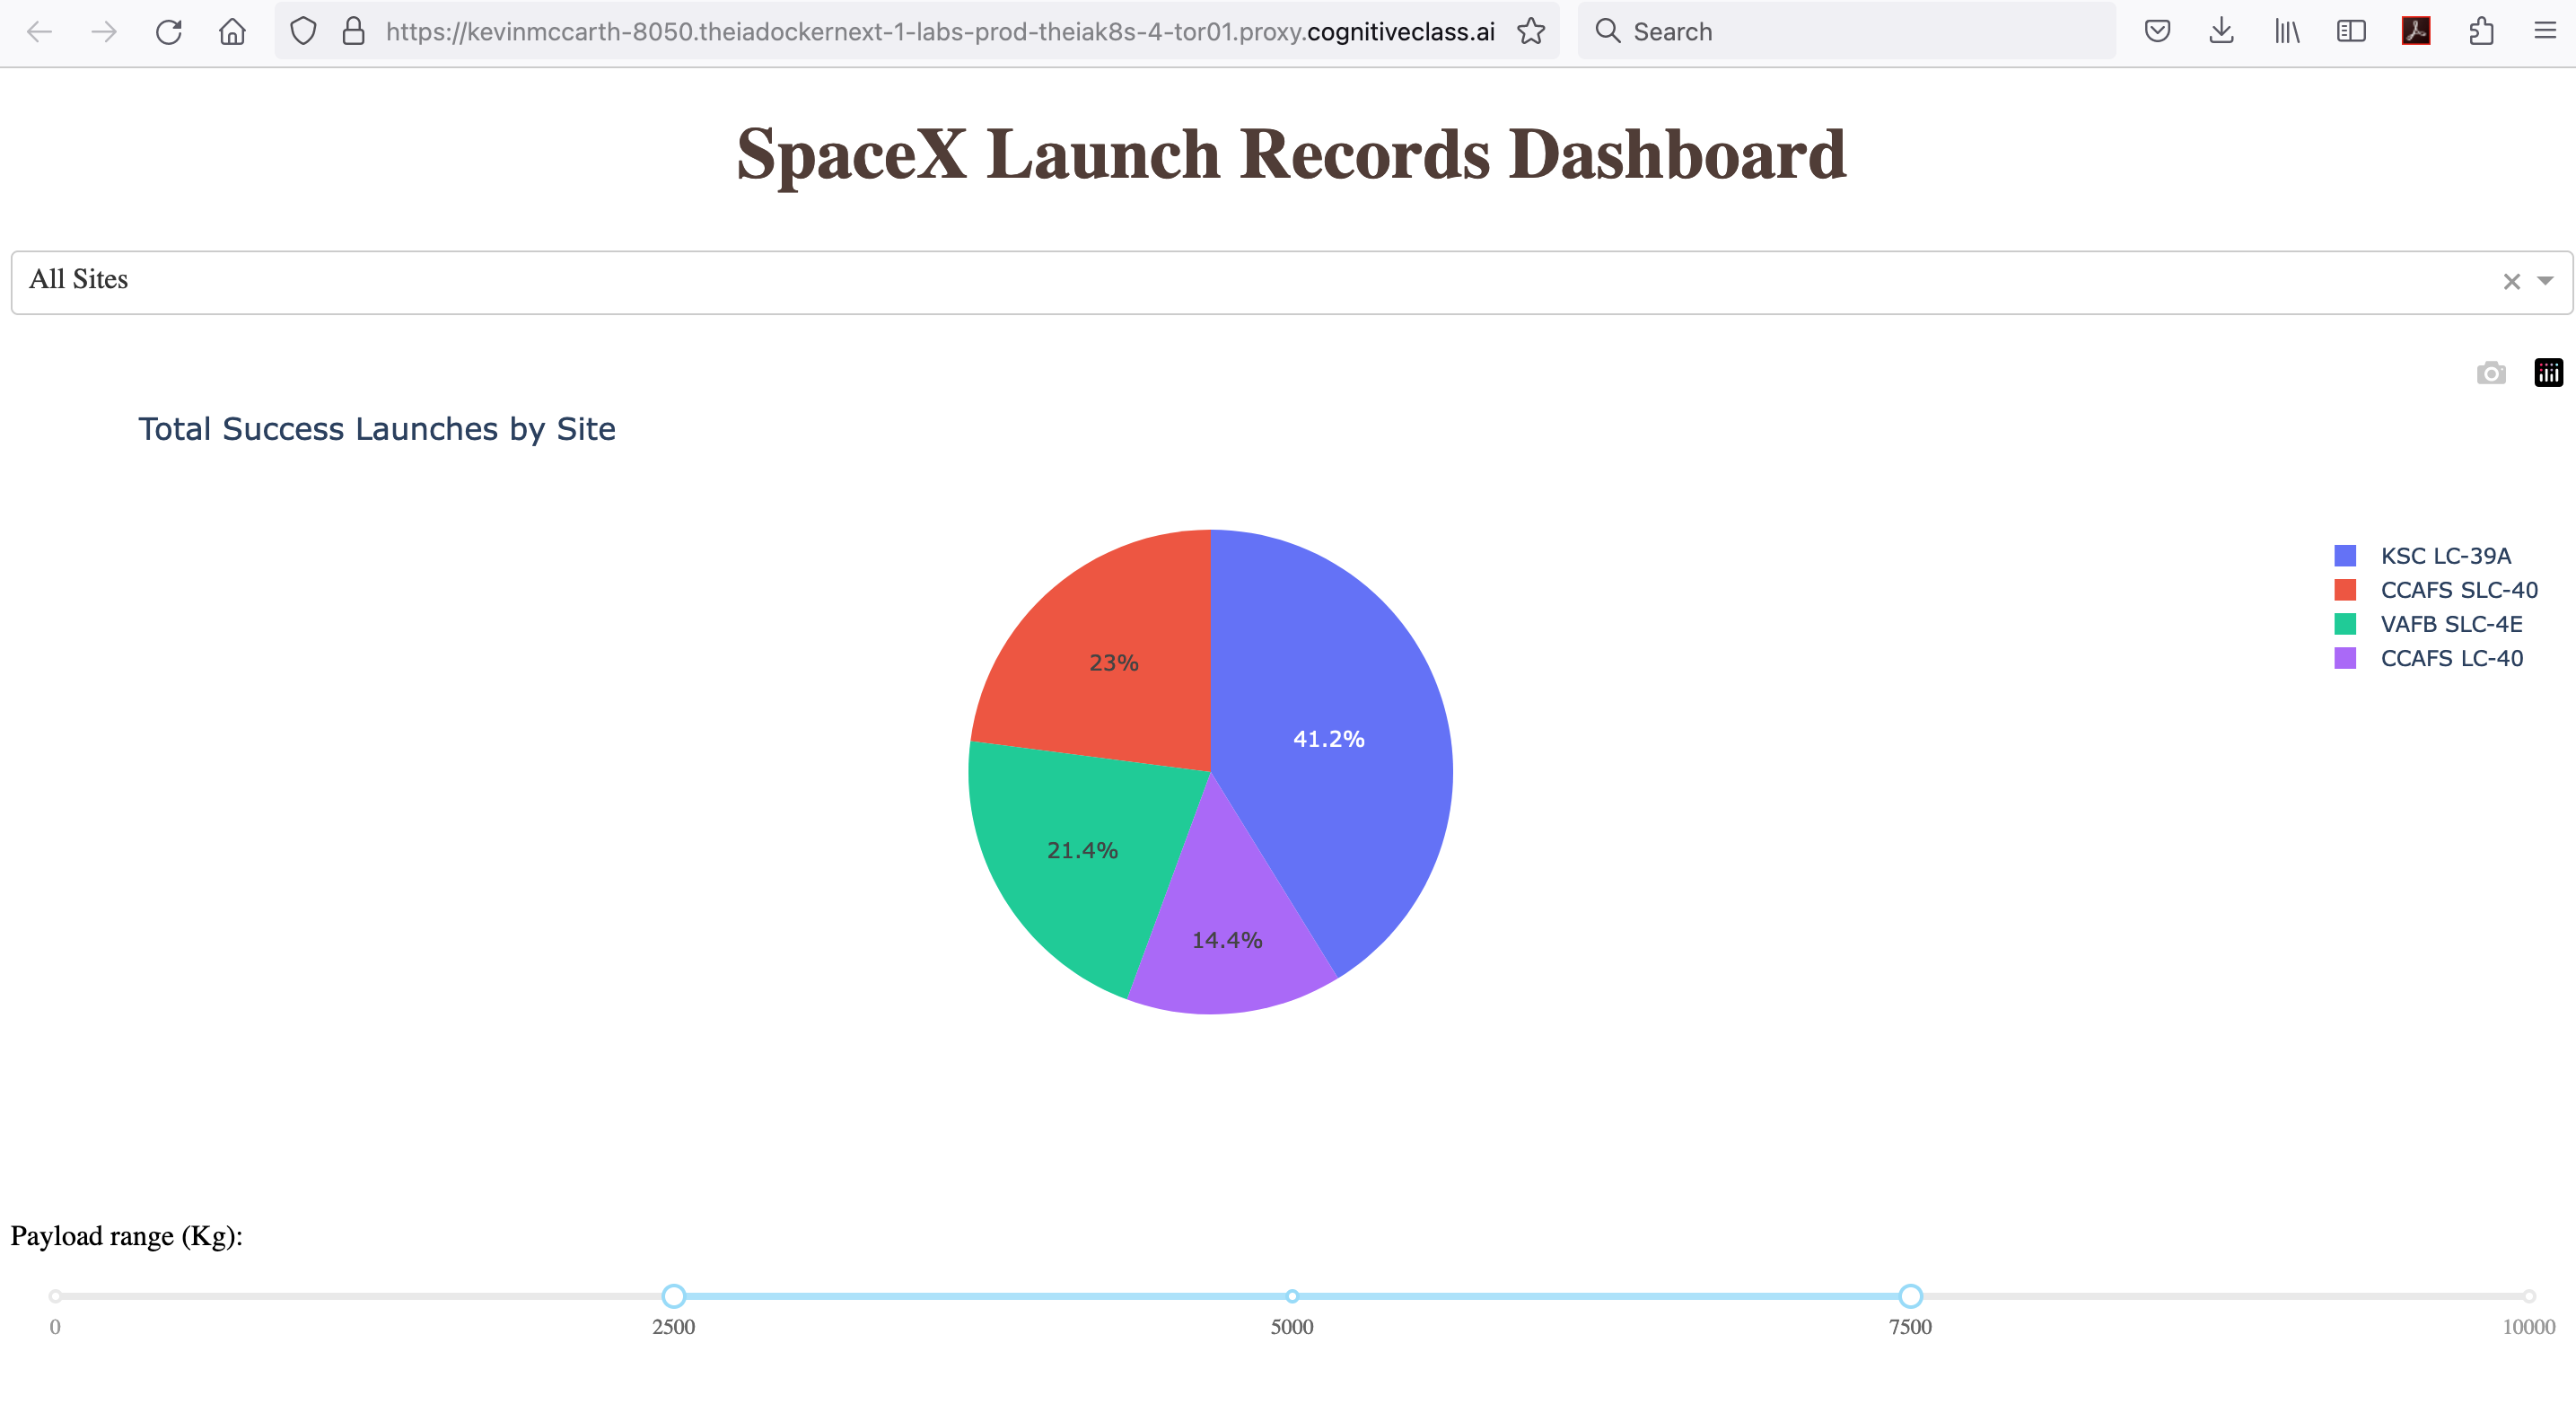 https://kevinmccarth-8050.theiadockernext-1-labs-prod-theiak8s-4-tor01.proxy.cognitiveclass.ai
Search
SpaceX Launch Records Dashboard
All Sites
Total Success Launches by Site
KSC LC-39A
CCAFS SLC-40
VAFB SLC-4E
CCAFS LC-40
23%
41.2%
21.4%
14.4%
Payload range (Kg):
0 2500 5000 7500 10000